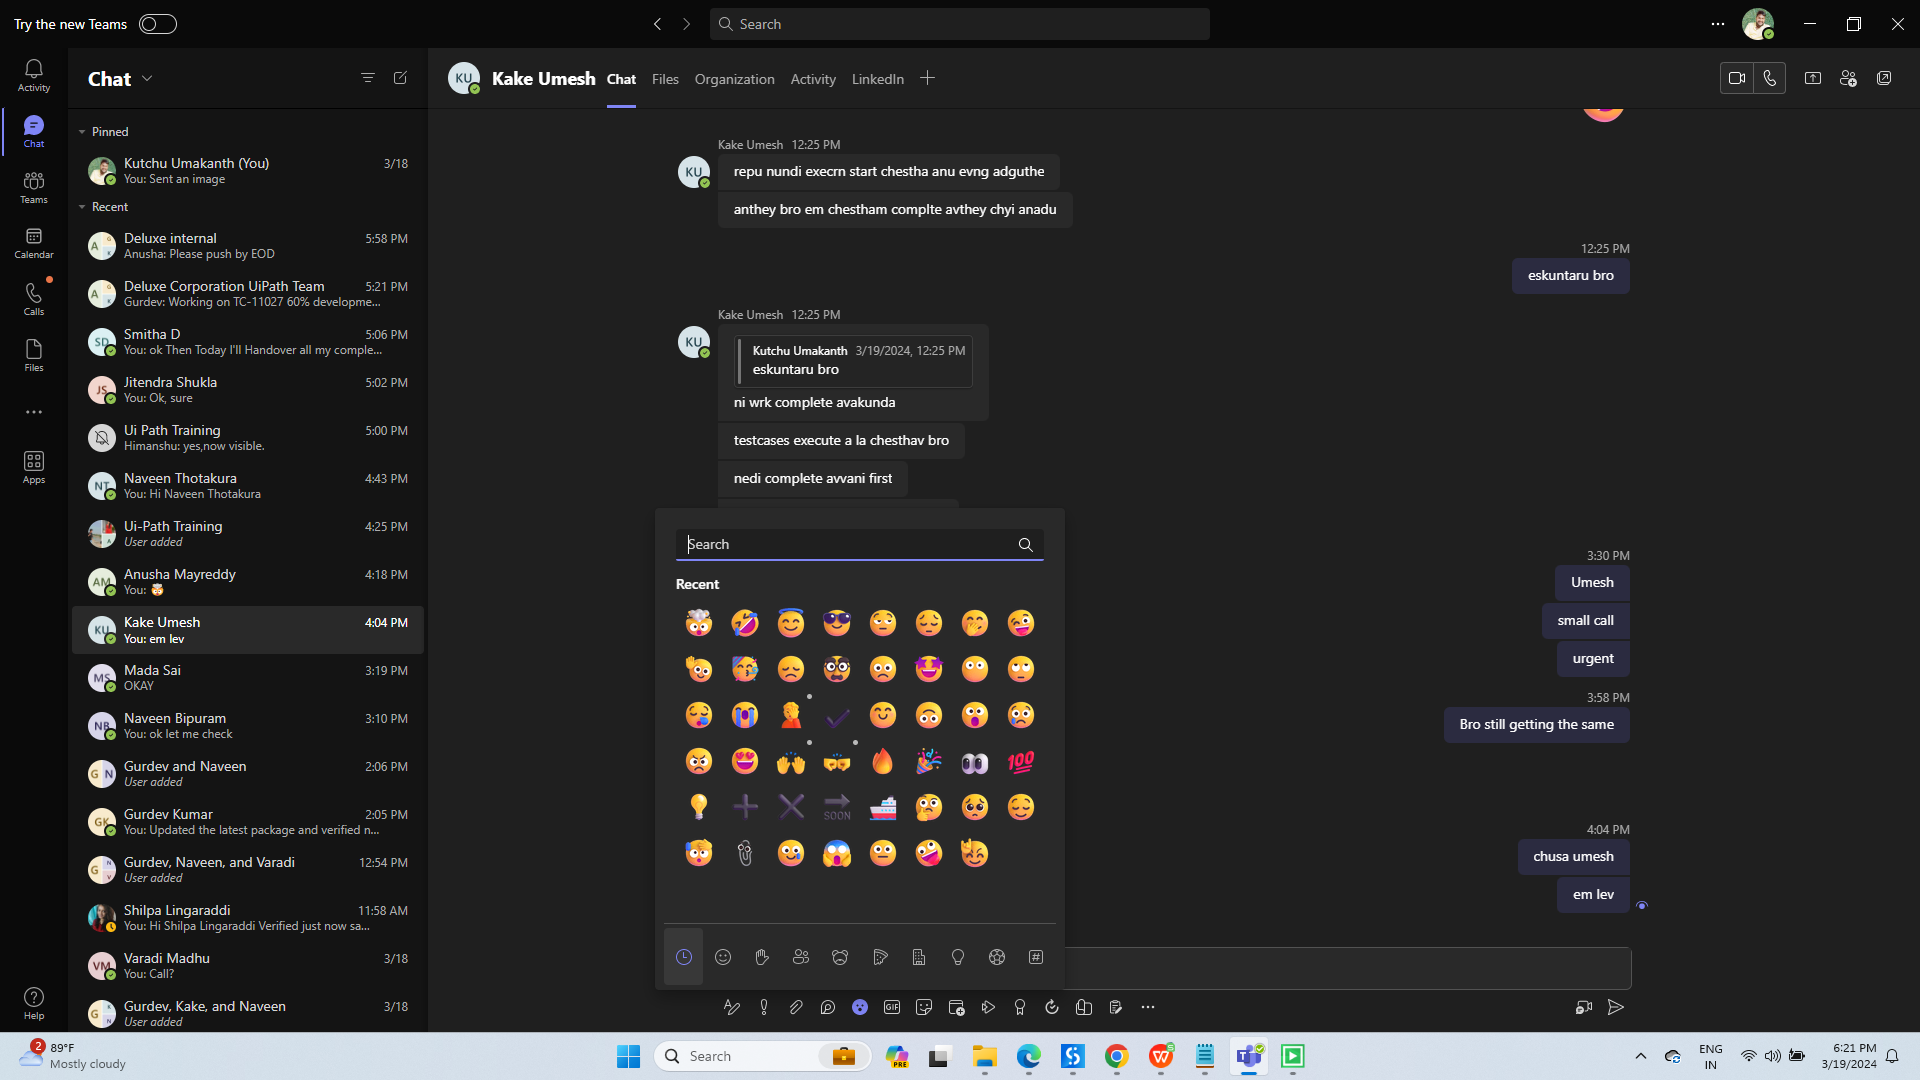 Try the new Teams
Search
Activity
Chat
Teams
Calendar
Calls
Files
Apps
Help
Chat
Pinned
Kutchu Umakanth (You) 3/18
You: Sent an image
Recent
Deluxe internal 5:58 PM
Anusha: Please push by EOD
Deluxe Corporation UiPath Team 5:21 PM
Gurdev: Working on TC-11027 60% developme...
Smitha D 5:06 PM
You: ok Then Today I'll Handover all my comple...
Jitendra Shukla 5:02 PM
You: Ok, sure
Ui Path Training 5:00 PM
Himanshu: yes,now visible.
Naveen Thotakura 4:43 PM
You: Hi Naveen Thotakura
Ui-Path Training 4:25 PM
User added
Anusha Mayreddy 4:18 PM
You: 🤯
Kake Umesh 4:04 PM
You: em lev
Mada Sai 3:19 PM
OKAY
Naveen Bipuram 3:10 PM
You: ok let me check
Gurdev and Naveen 2:06 PM
User added
Gurdev Kumar 2:05 PM
You: Updated the latest package and verified n...
Gurdev, Naveen, and Varadi 12:54 PM
User added
Shilpa Lingaraddi 11:58 AM
You: Hi Shilpa Lingaraddi Verified just now sa...
Varadi Madhu 3/18
You: Call?
Gurdev, Kake, and Naveen 3/18
User added
KU Kake Umesh Chat Files Organization Activity LinkedIn
Kake Umesh 12:25 PM
KU
repu nundi execrn start chestha anu evng adguthe
anthey bro em chestham complte avthey chyi anadu
12:25 PM
eskuntaru bro
Kake Umesh 12:25 PM
KU
Kutchu Umakanth 3/19/2024, 12:25 PM
eskuntaru bro
ni wrk complete avakunda
testcases execute a la chesthav bro
nedi complete avvani first
Search
Recent
100
SOON
3:30 PM
Umesh
small call
urgent
3:58 PM
Bro still getting the same
4:04 PM
chusa umesh
em lev
GIF
2
89°F
Mostly cloudy
Search
PRE
ENG
IN
6:21 PM
3/19/2024